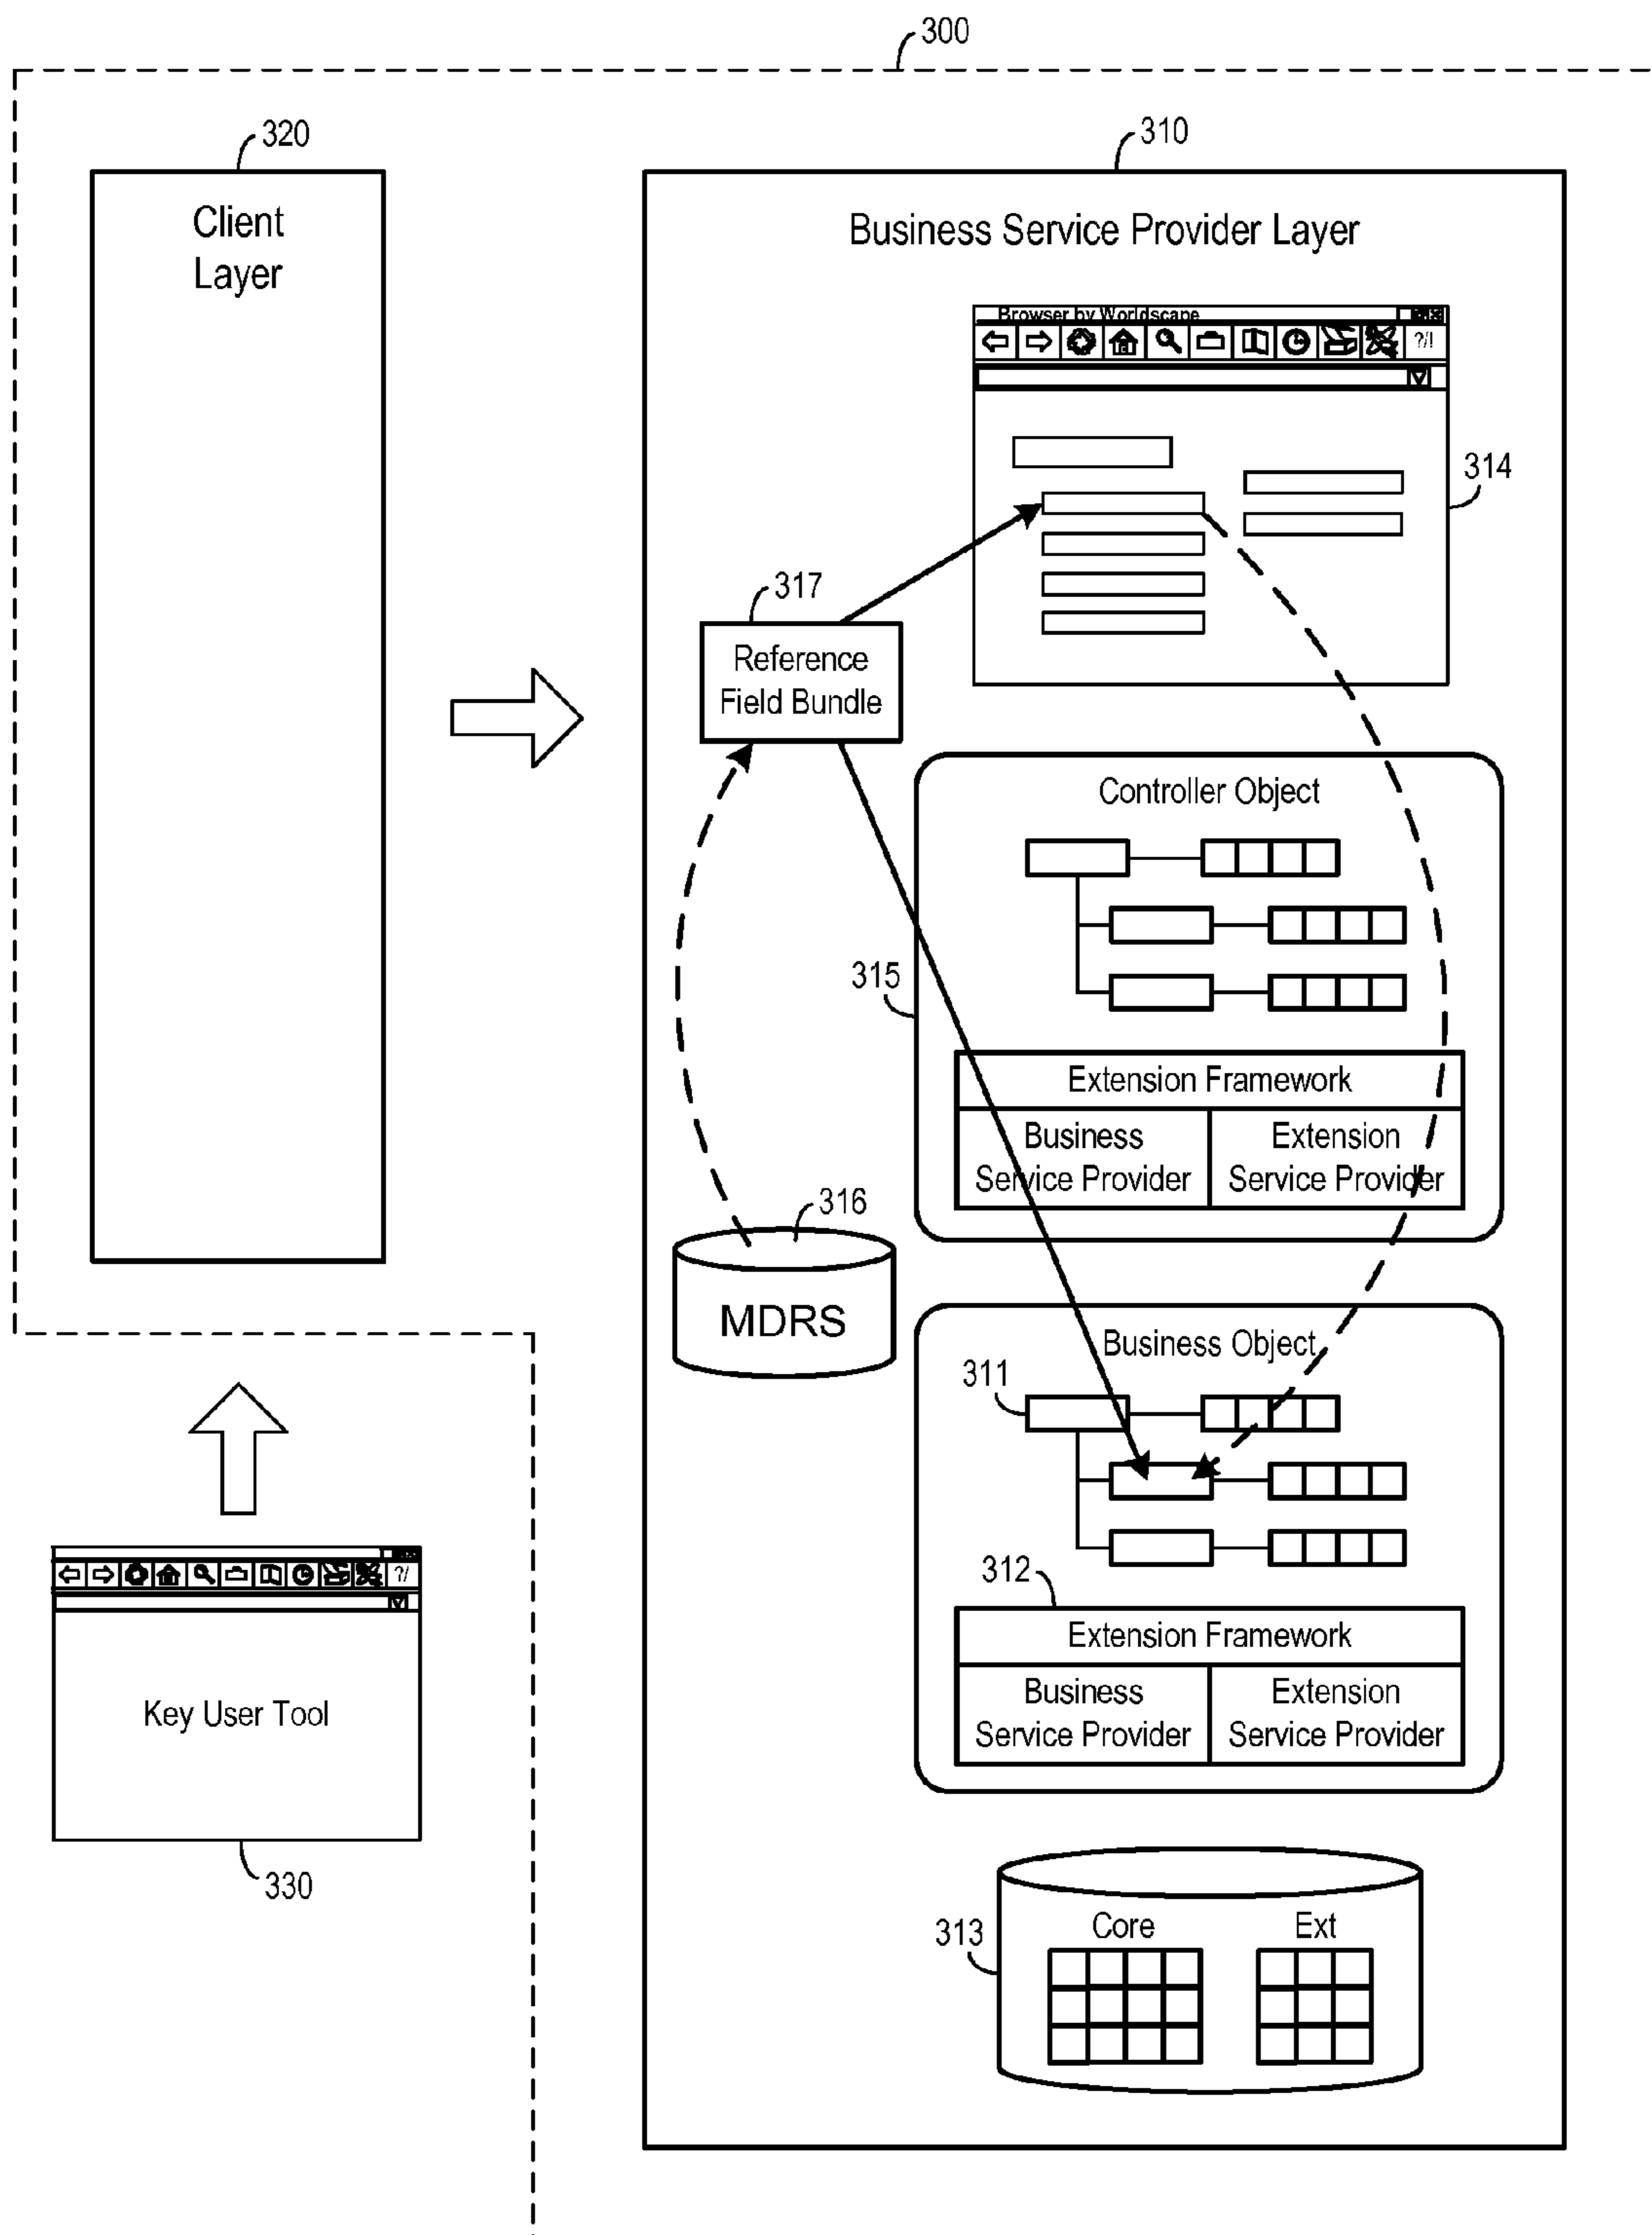 300
320
310
Client
Layer
Business Service Provider Layer
Browser by Worldscape
?/!
314
317
Reference
Field Bundle
Controller Object
315
Extension Framework
Business
Service Provider
Extension
Service Provider
316
MDRS
Business Object
311
312
Extension Framework
Business
Service Provider
Extension
Service Provider
?/
Key User Tool
330
313
Core
Ext